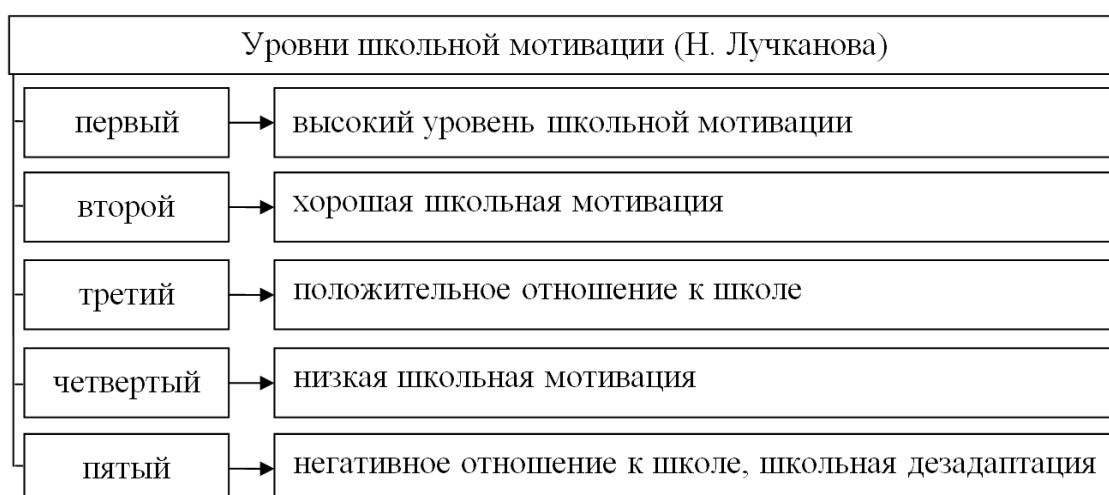 Уровни школьной мотивации (Н. Лучканова)
первый
высокий уровень школьной мотивации
второй
хорошая школьная мотивация
третий
положительное отношение к школе
четвертый
низкая школьная мотивация
пятый
негативное отношение к школе, школьная дезадаптация